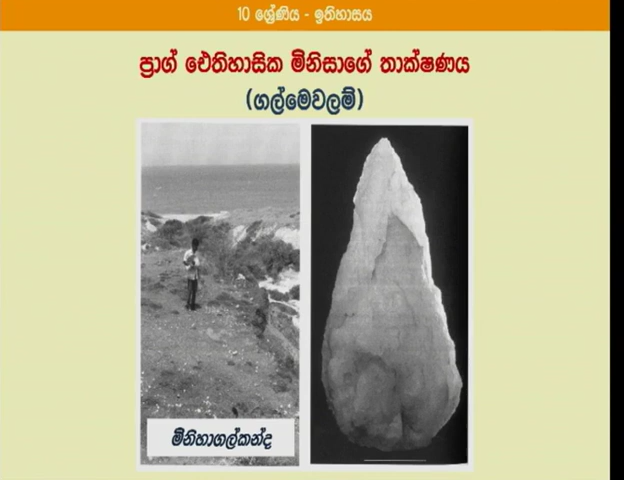 10 ශ්‍රේණිය - ඉතිහාසය
ප්‍රාග් ඓතිහාසික මිනිසාගේ තාක්ෂණය
(ගල්මෙවලම්)
මිනිහාගල්කන්ද